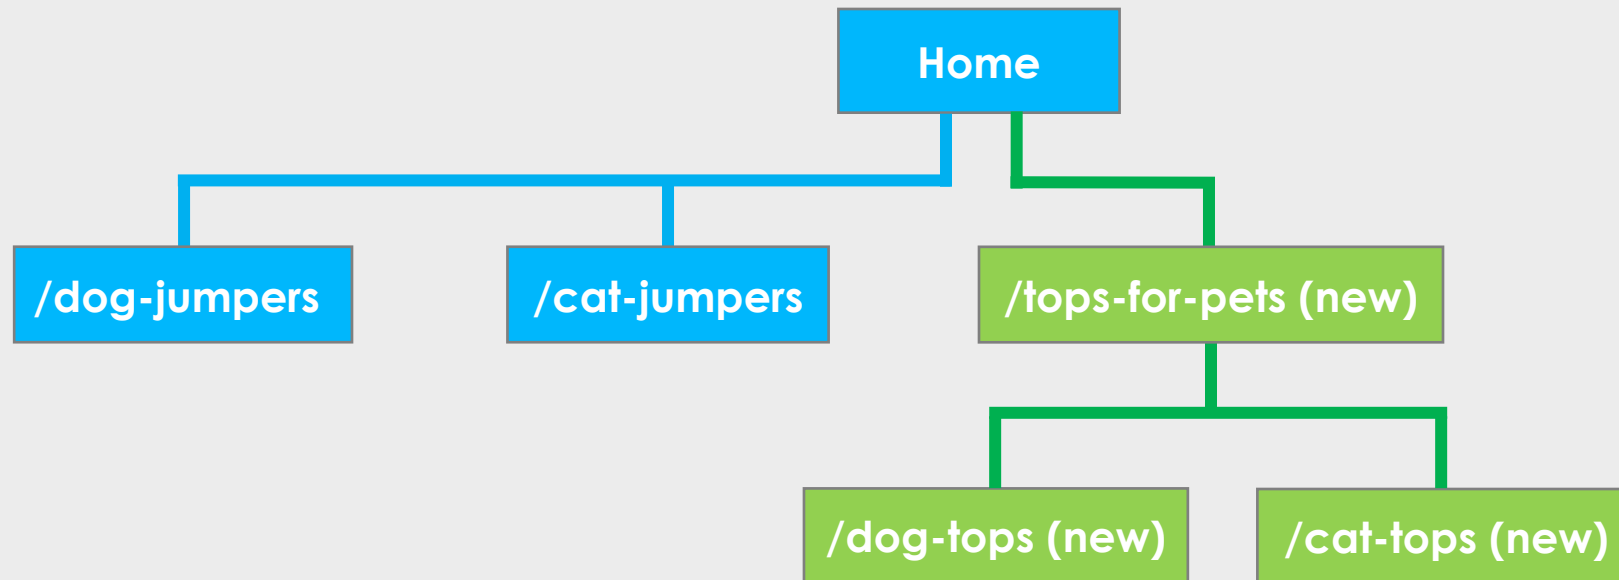 Home
/dog-jumpers
/cat-jumpers
/tops-for-pets (new)
/dog-tops (new)
/cat-tops (new)